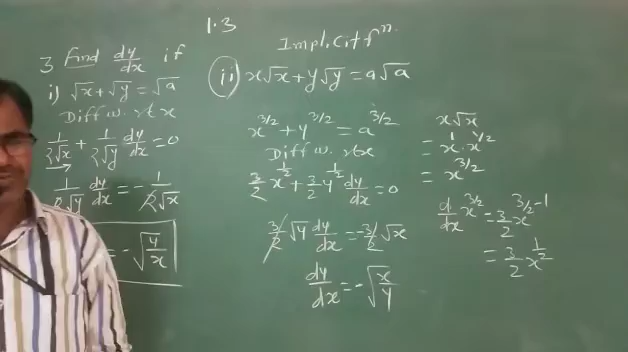 1.3
Implicit fⁿ.
3 Find dy/dx if
i) √x+√y=√a
Diff w.rtx
1/2√x + 1/2√y dy/dx =0
1/2√y dy/dx = -1/2√x
= -√y/x
ii) x√x+y√y=a√a
x^3/2+y^3/2=a^3/2
Diff w.rtx
3/2 x^1/2+3/2 y^1/2 dy/dx=0
3/2 √y dy/dx = -3/2 √x
dy/dx = -√x/y
x√x
= x^1 . x^1/2
= x^3/2
d/dx x^3/2 = 3/2 x^3/2-1
= 3/2 x^1/2